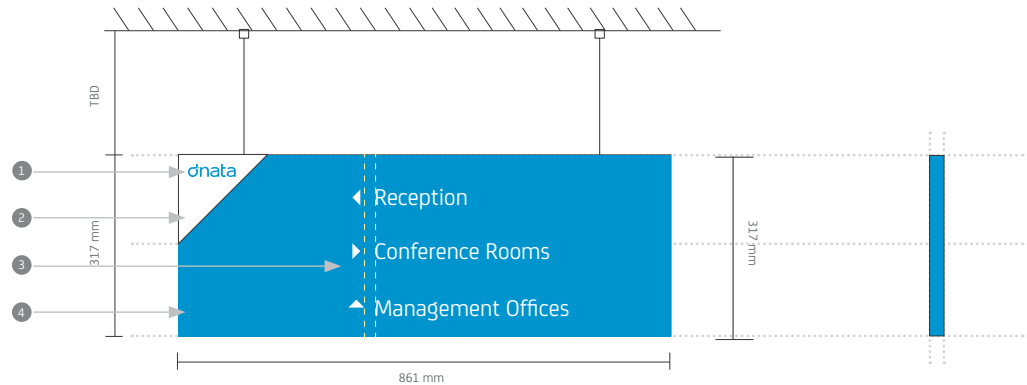 TBD
1
dnata
Reception
2
317 mm
317 mm
Conference Rooms
3
Management Offices
4
861 mm